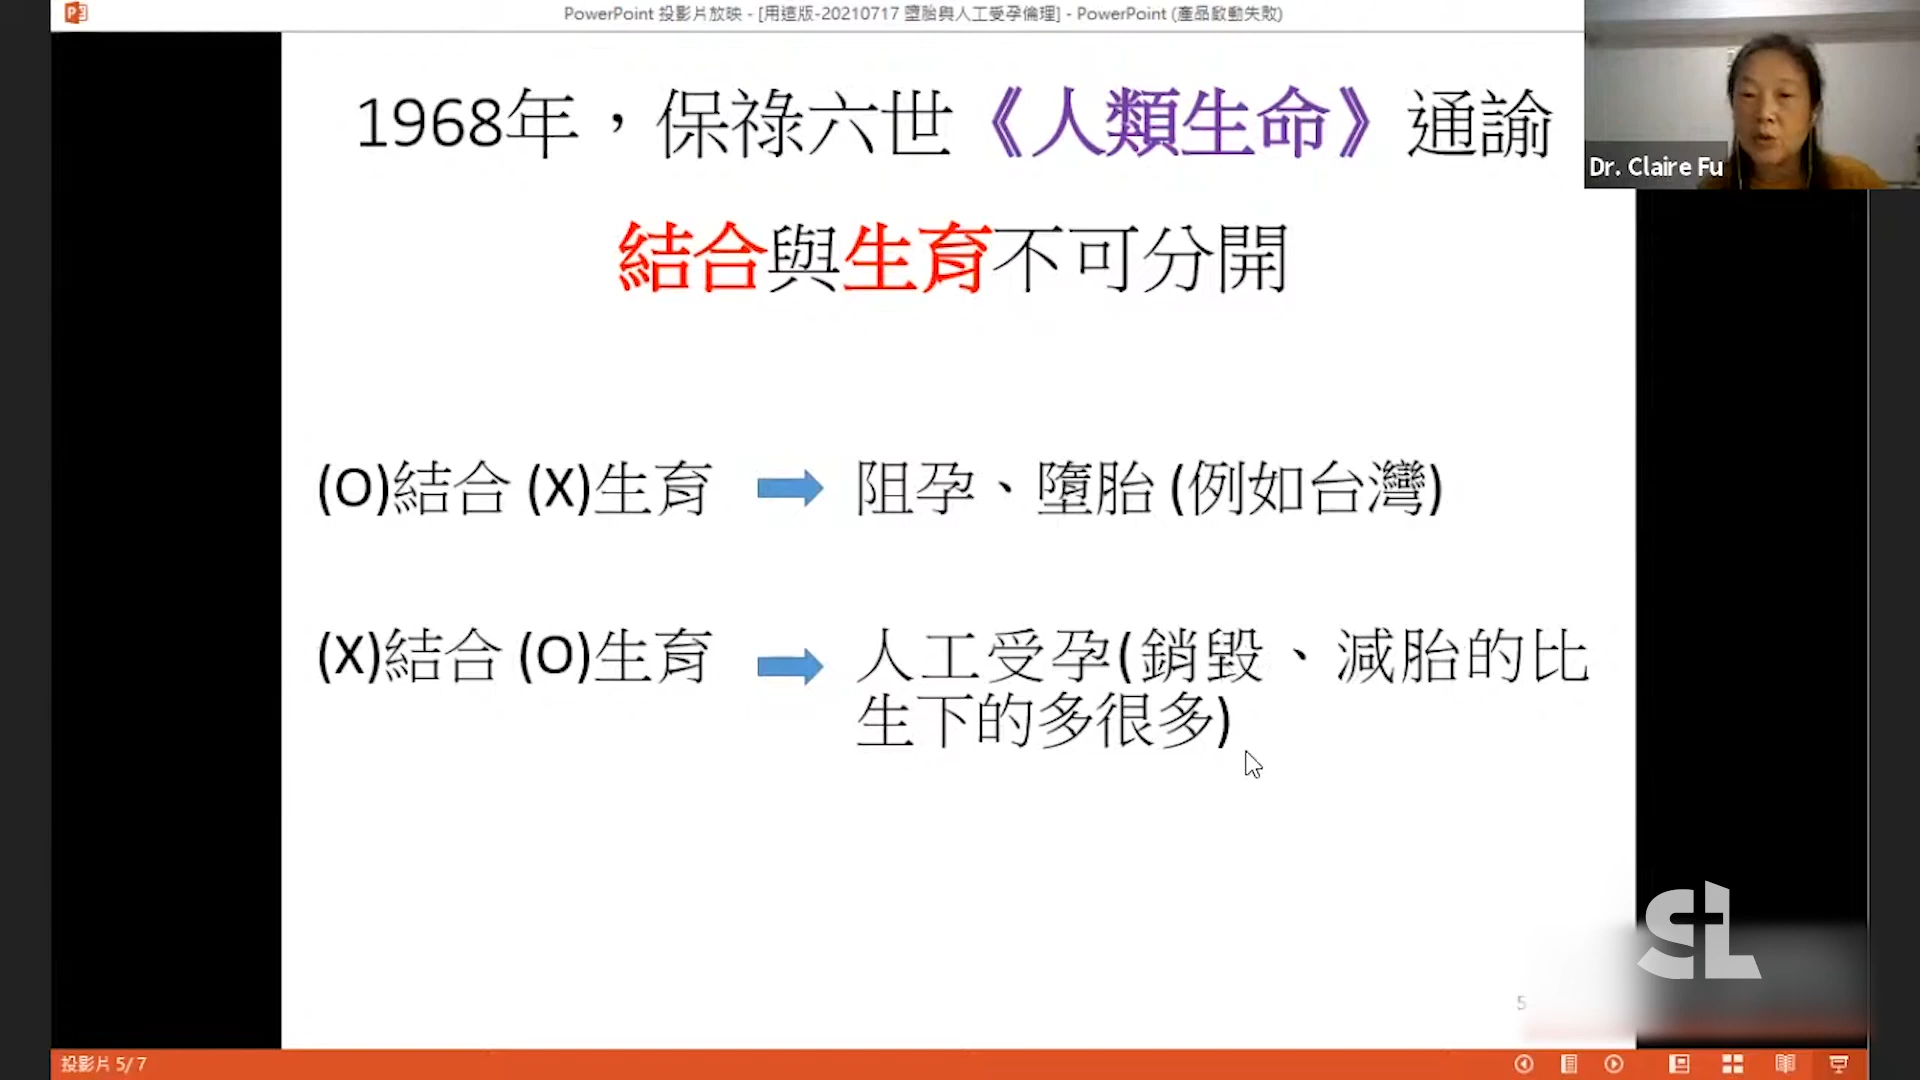 PowerPoint 投影片放映 - [用這版-20210717 墮胎與人工受孕倫理] - PowerPoint (產品啟動失敗)
1968年，保祿六世《人類生命》通諭
Dr. Claire Fu
結合與生育不可分開
(O)結合 (X)生育 阻孕、墮胎 (例如台灣)
(X)結合 (O)生育 人工受孕(銷毀、減胎的比
生下的多很多)
SL
5
投影片 5/7